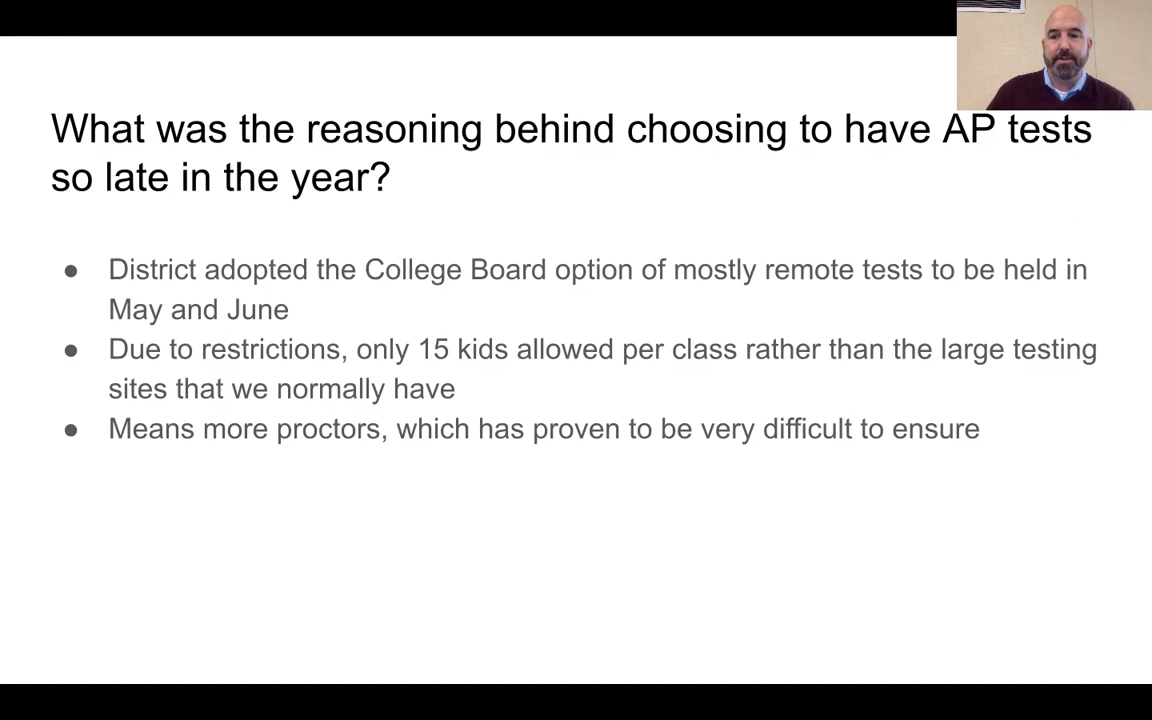 What was the reasoning behind choosing to have AP tests
so late in the year?
● District adopted the College Board option of mostly remote tests to be held in
May and June
● Due to restrictions, only 15 kids allowed per class rather than the large testing
sites that we normally have
● Means more proctors, which has proven to be very difficult to ensure